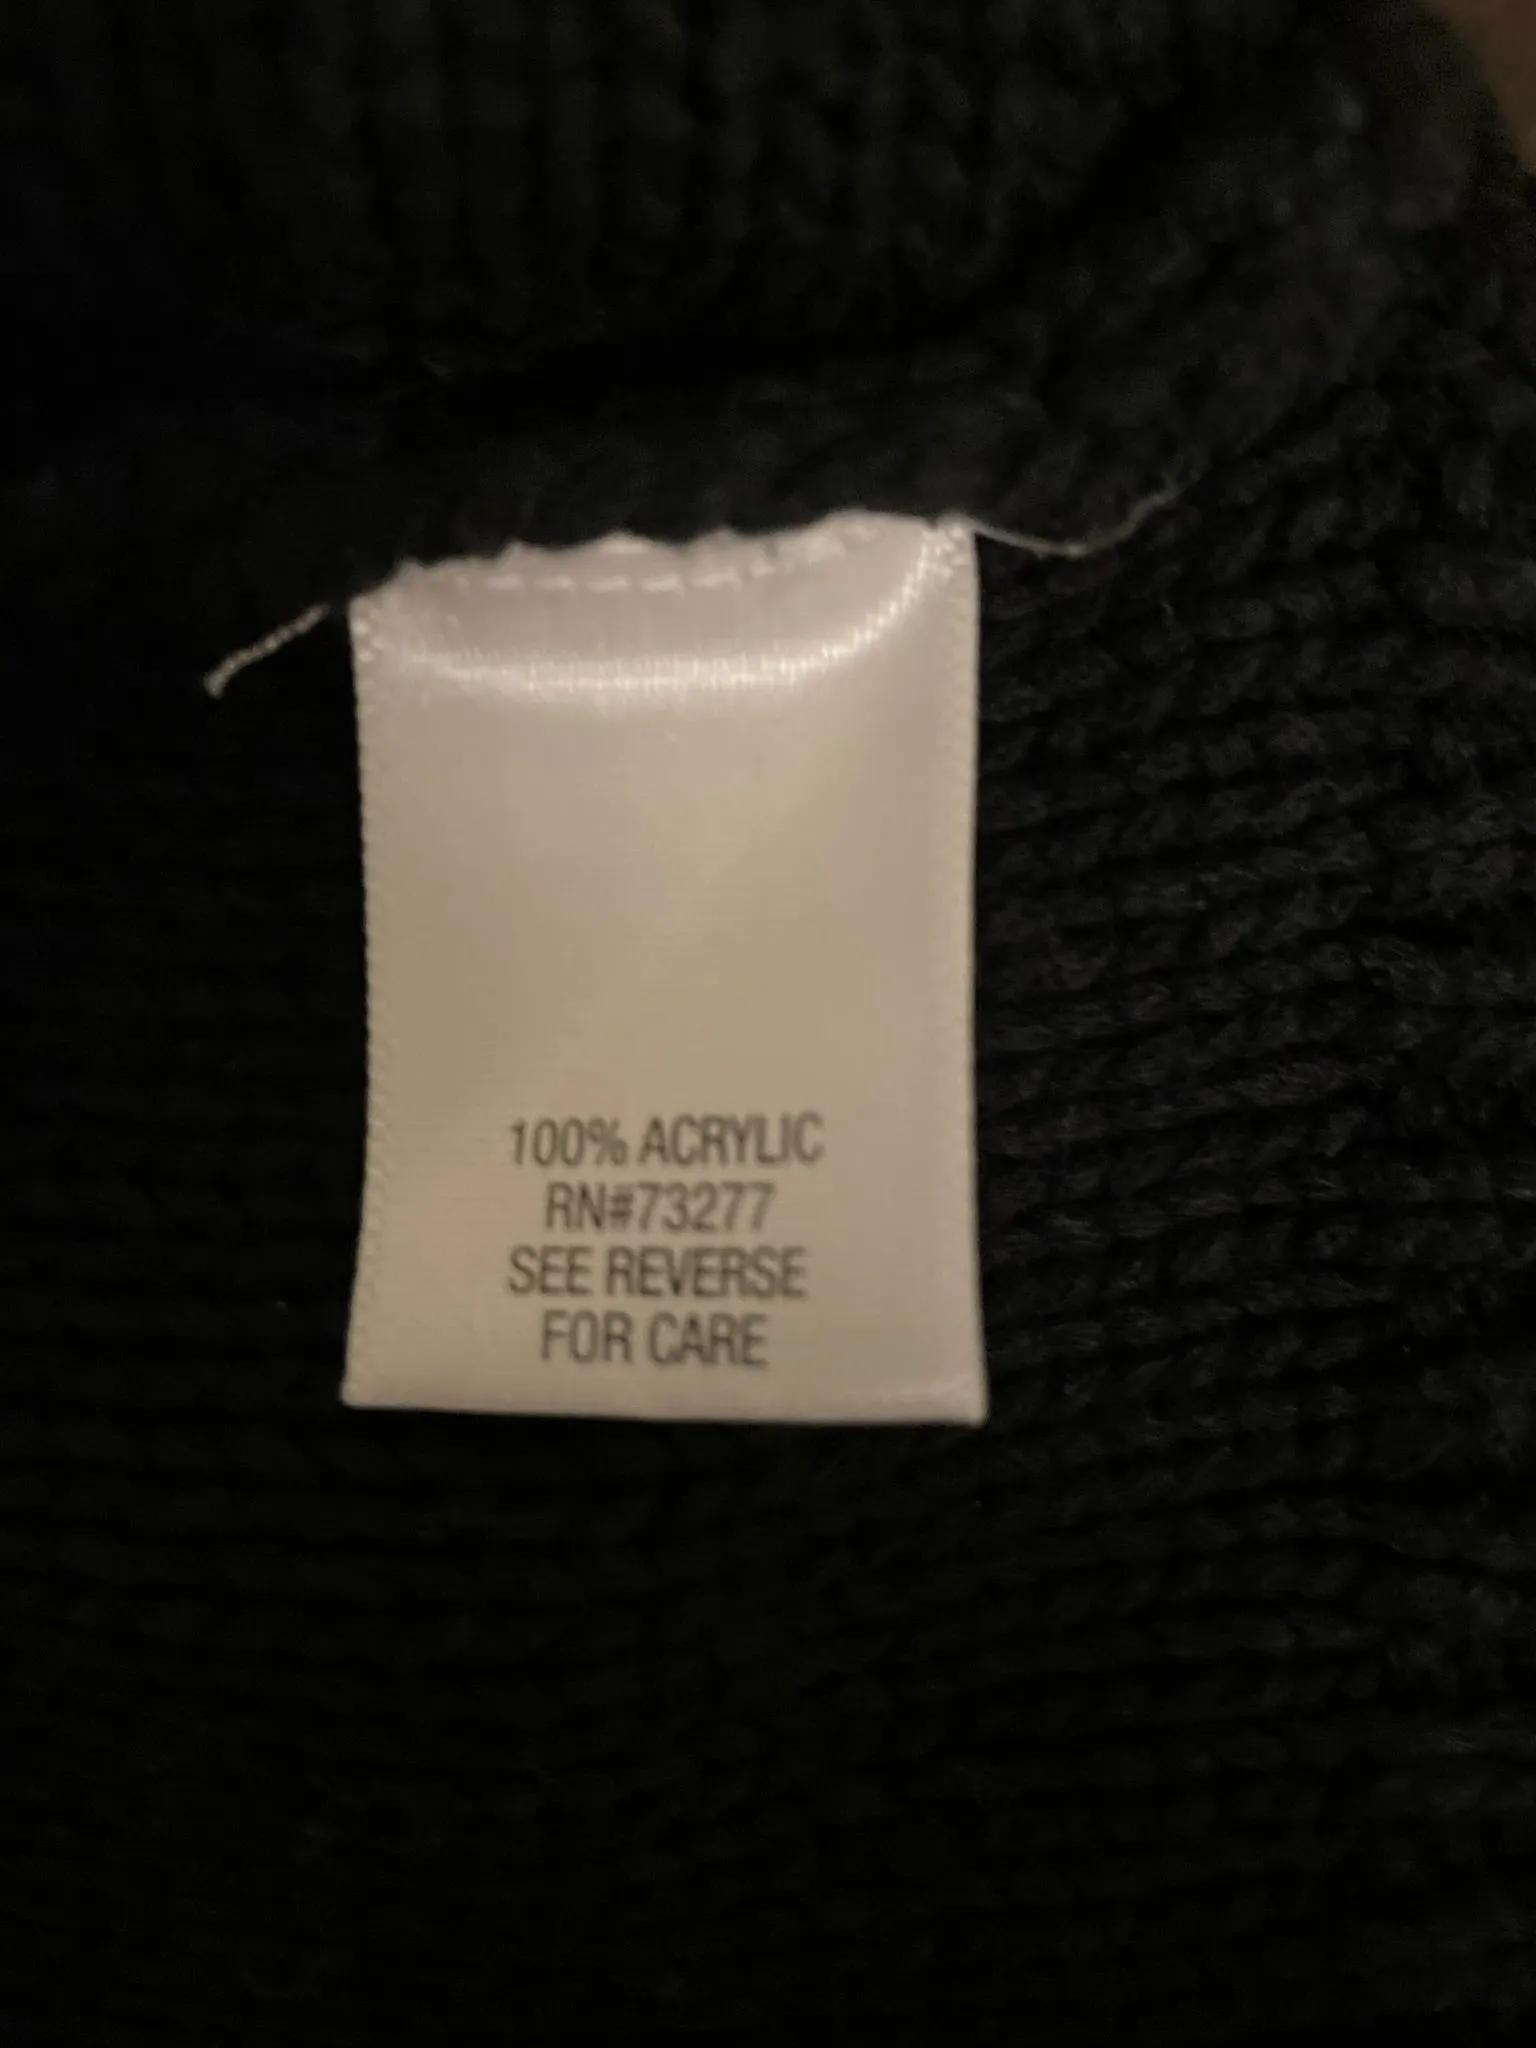 100% ACRYLIC
RN#73277
SEE REVERSE
FOR CARE